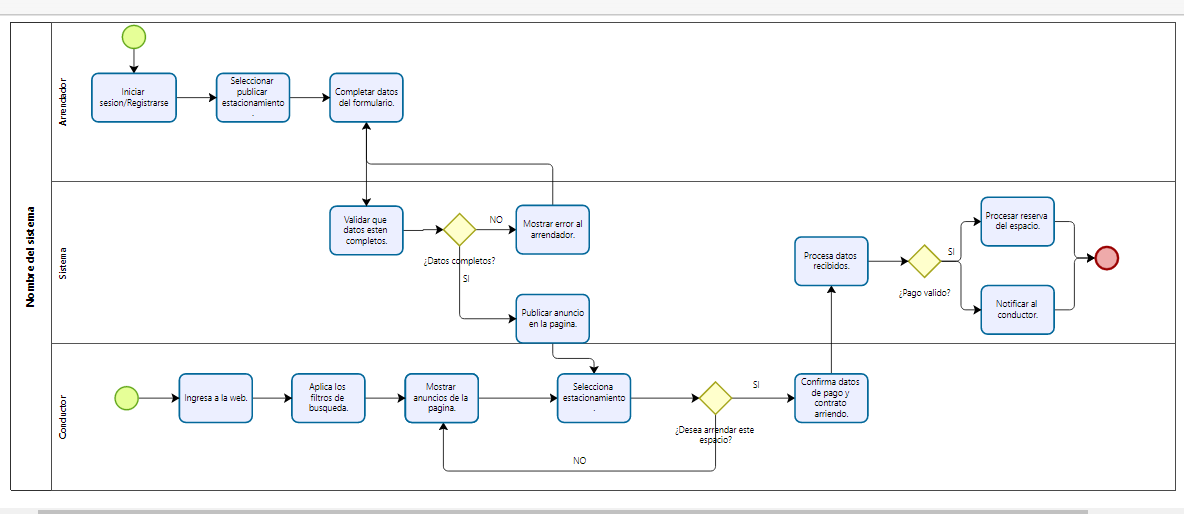 Nombre del sistema
Arrendador
Iniciar
sesion/Registrarse
Seleccionar
publicar
estacionamiento
.
Completar datos
del formulario.
Sistema
Validar que
datos esten
completos.
¿Datos completos?
NO
SI
Mostrar error al
arrendador.
Publicar anuncio
en la pagina.
Procesa datos
recibidos.
¿Pago valido?
SI
Procesar reserva
del espacio.
Notificar al
conductor.
Conductor
Ingresa a la web.
Aplica los
filtros de
busqueda.
Mostrar
anuncios de la
pagina.
Selecciona
estacionamiento
.
¿Desea arrendar este
espacio?
SI
NO
Confirma datos
de pago y
contrato
arriendo.